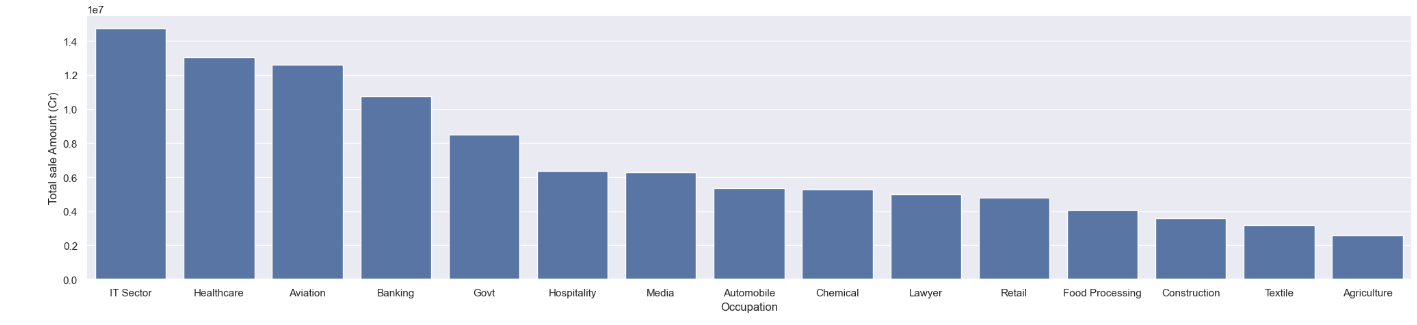 1e7
Total sale Amount (Cr)
1.4
1.2
1.0
0.8
0.6
0.4
0.2
0.0
IT Sector Healthcare Aviation Banking Govt Hospitality Media Automobile Chemical Lawyer Retail Food Processing Construction Textile Agriculture
Occupation